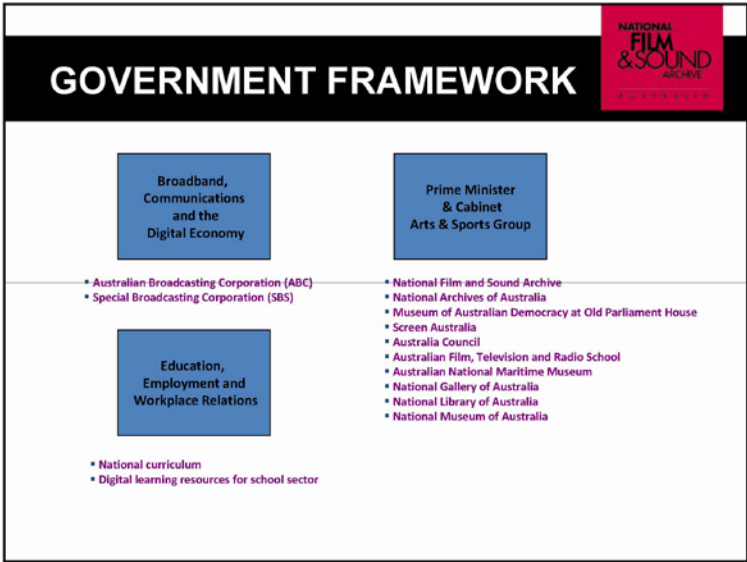 GOVERNMENT FRAMEWORK
NATIONAL
FILM
&SOUND
ARCHIVE
AUSTRALIA
Broadband,
Communications
and the
Digital Economy
Australian Broadcasting Corporation (ABC)
Special Broadcasting Corporation (SBS)
Education,
Employment and
Workplace Relations
National curriculum
Digital learning resources for school sector
Prime Minister
& Cabinet
Arts & Sports Group
National Film and Sound Archive
National Archives of Australia
Museum of Australian Democracy at Old Parliament House
Screen Australia
Australia Council
Australian Film, Television and Radio School
Australian National Maritime Museum
National Gallery of Australia
National Library of Australia
National Museum of Australia